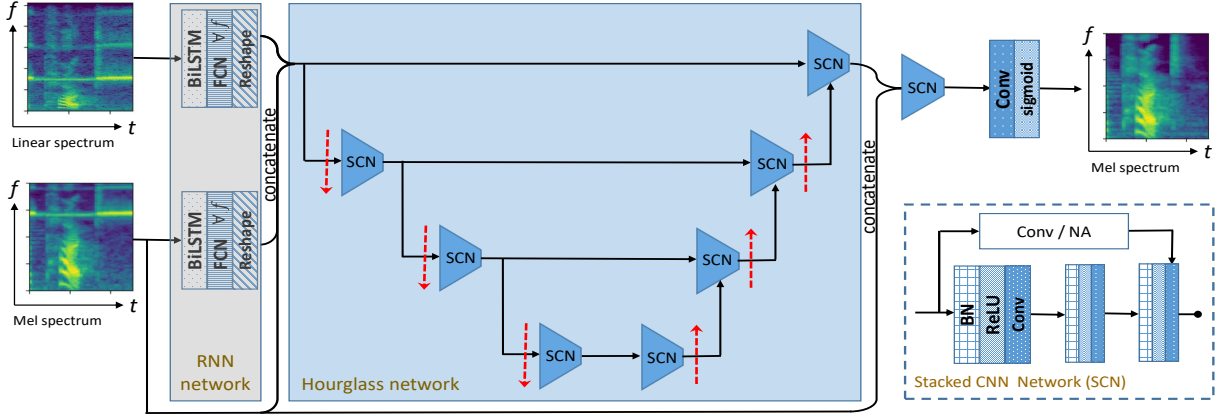 f
t
Linear spectrum
f
t
Mel spectrum
BiLSTM
FCN
f A
Reshape
BiLSTM
FCN
f A
Reshape
RNN
network
concatenate
SCN
SCN
SCN
SCN
SCN
SCN
SCN
Hourglass network
concatenate
SCN
Conv
sigmoid
f
t
Mel spectrum
Conv / NA
BN
ReLU
Conv
Stacked CNN Network (SCN)